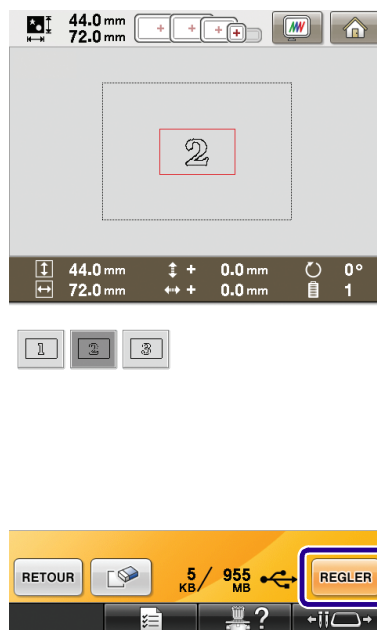 44.0 mm
72.0 mm
2
44.0 mm + 0.0 mm 0°
72.0 mm + 0.0 mm 1
1 2 3
RETOUR 5 KB/ 955 MB REGLER
?